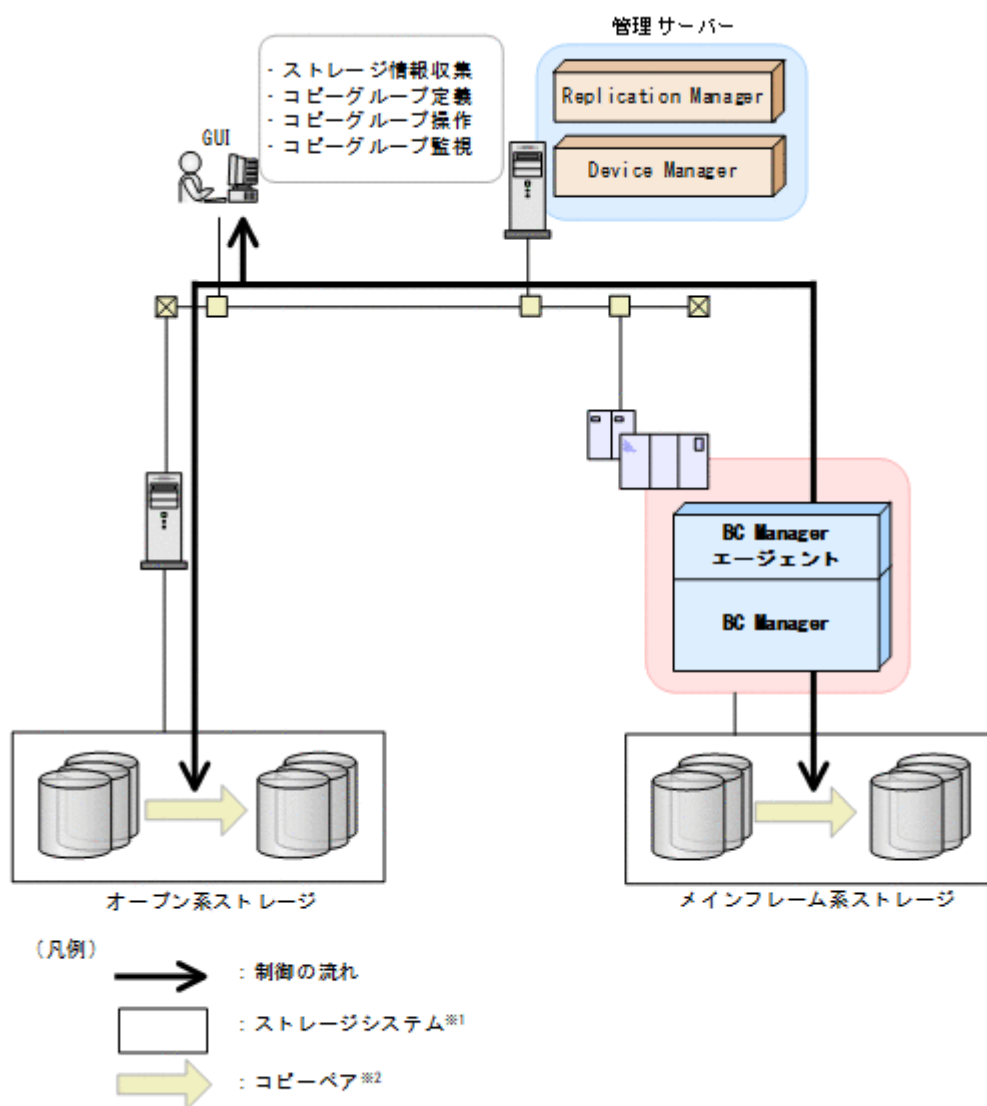 管理サーバー
- ストレージ情報収集
- コピーグループ定義
- コピーグループ操作
- コピーグループ監視
Replication Manager
GUI
Device Manager
BC Manager
エージェント
BC Manager
オープン系ストレージ
メインフレーム系ストレージ
(凡例)
: 制御の流れ
: ストレージシステム※1
: コピーペア※2